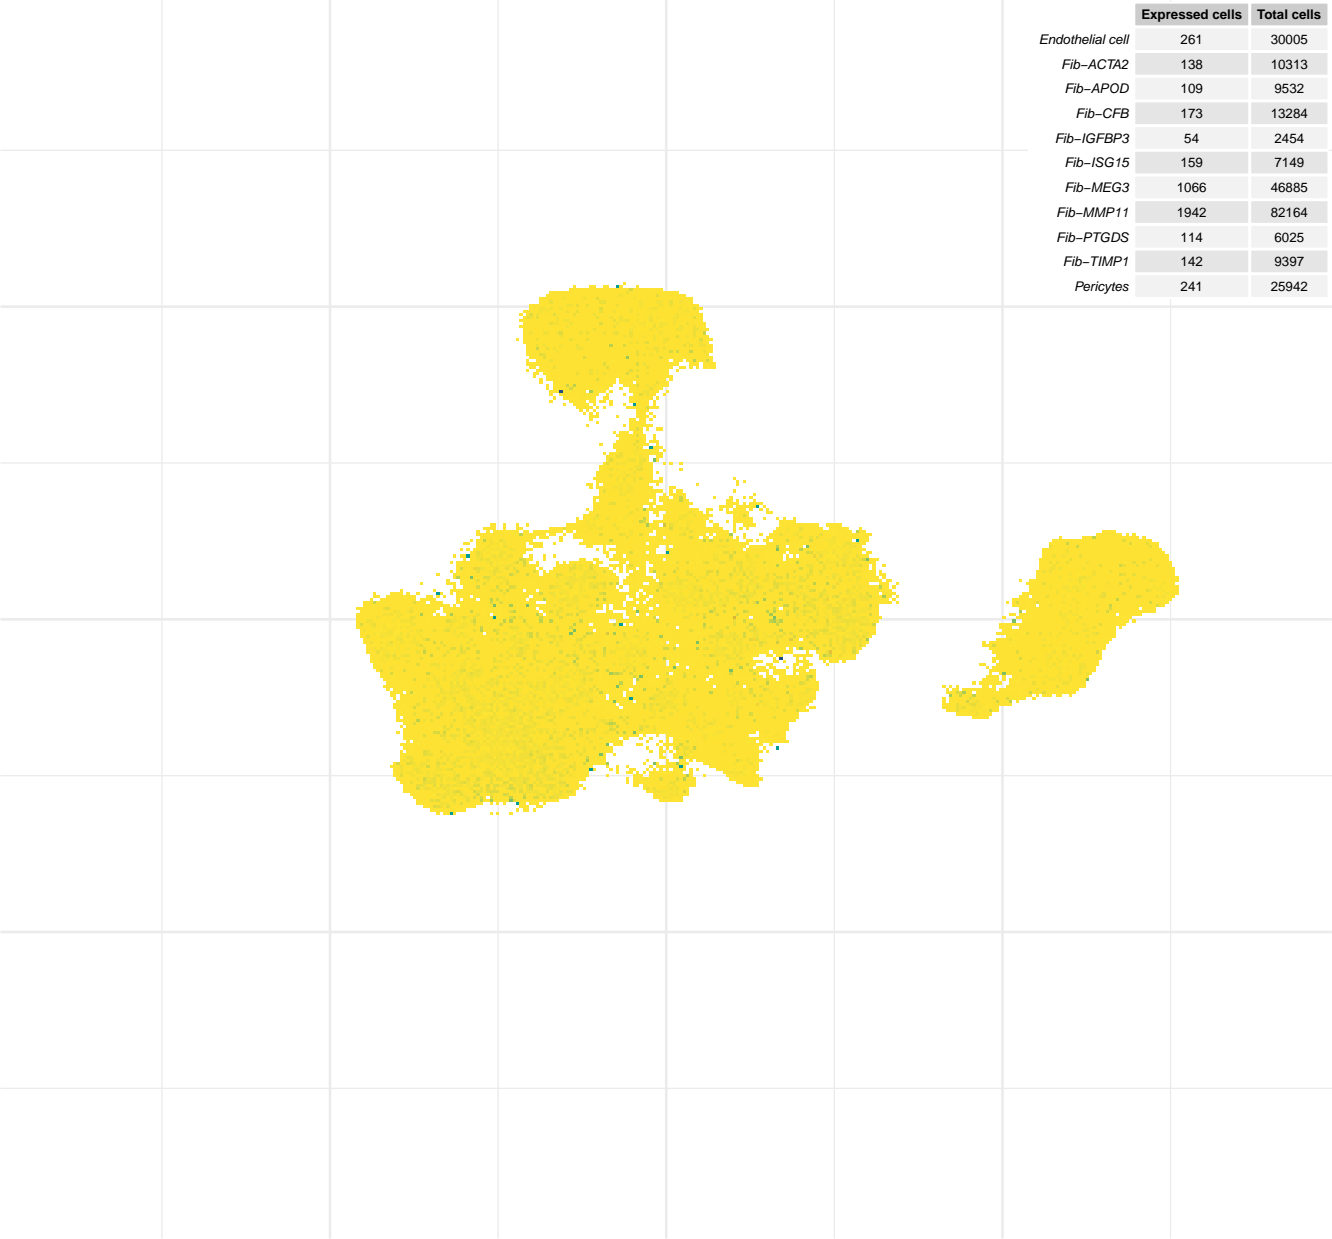 Expressed cells Total cells
Endothelial cell 261 30005
Fib−ACTA2 138 10313
Fib−APOD 109 9532
Fib−CFB 173 13284
Fib−IGFBP3 54 2454
Fib−ISG15 159 7149
Fib−MEG3 1066 46885
Fib−MMP11 1942 82164
Fib−PTGDS 114 6025
Fib−TIMP1 142 9397
Pericytes 241 25942